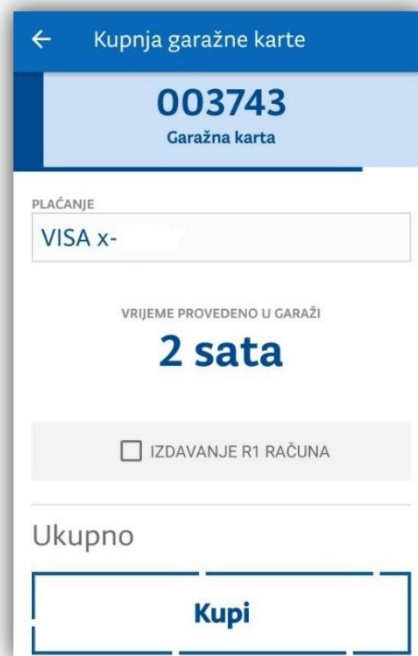 Kupnja garažne karte
003743
Garažna karta
PLAĆANJE
VISA x-
VRIJEME PROVEDENO U GARAŽI
2 sata
IZDAVANJE R1 RAČUNA
Ukupno
Kupi